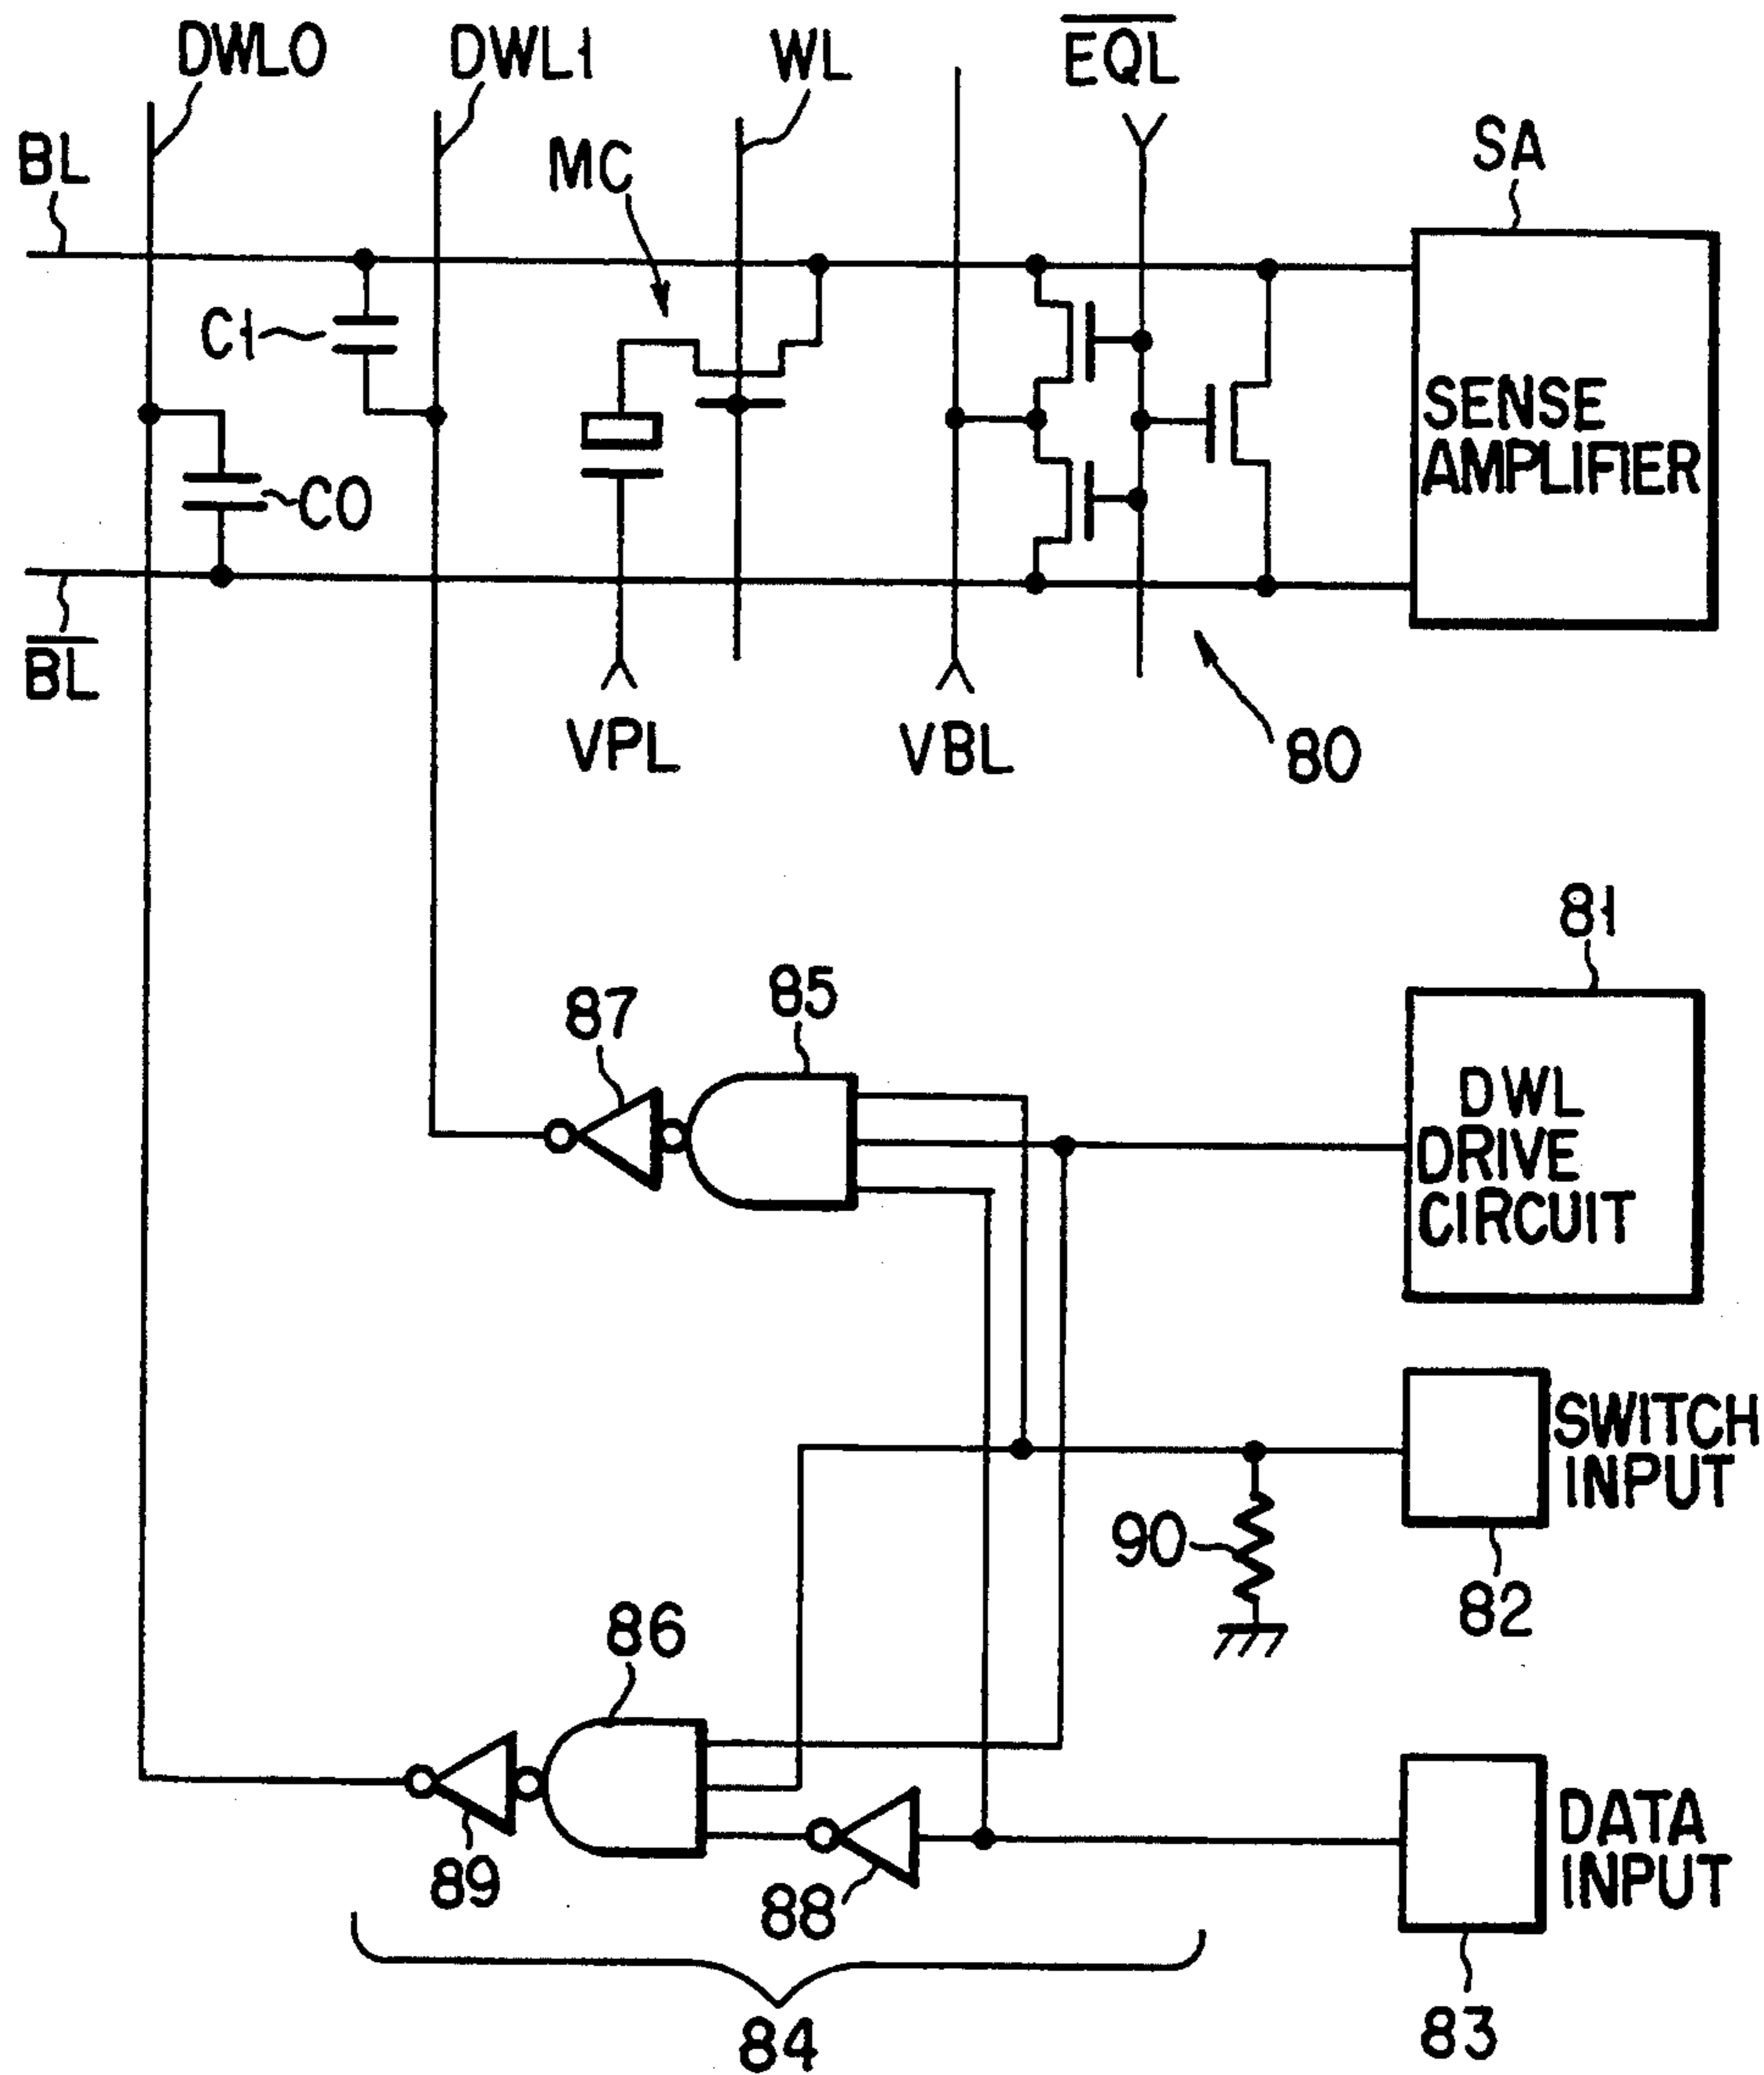 DWL0
DWL1
WL
EQL
BL
MC
SA
C1
SENSE
AMPLIFIER
C0
BL
VPL
VBL
80
81
87
85
DWL
DRIVE
CIRCUIT
SWITCH
INPUT
90
82
86
DATA
INPUT
89
88
84
83